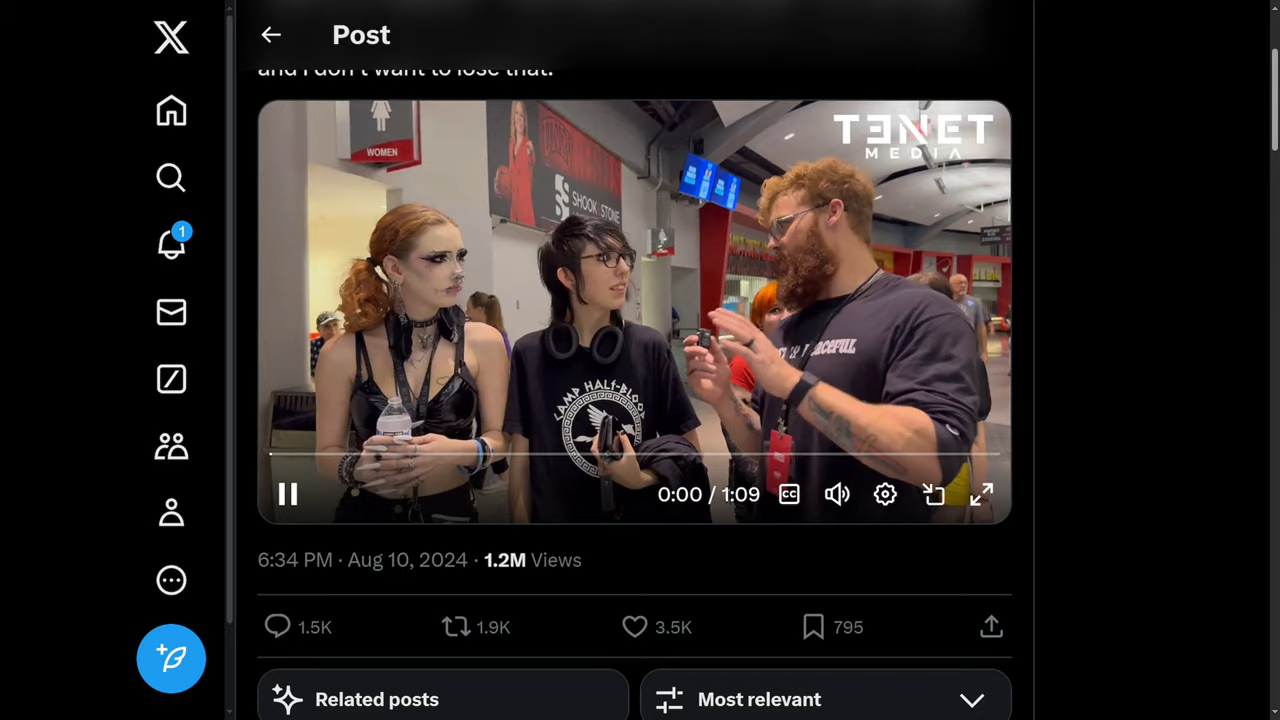 Post
and I don't want to lose that.
TENET
MEDIA
WOMEN
SHOOK & STONE
CAMP HALF-BLOOD
0:00 / 1:09
CC
1
6:34 PM · Aug 10, 2024 · 1.2M Views
1.5K
1.9K
3.5K
795
Related posts
Most relevant